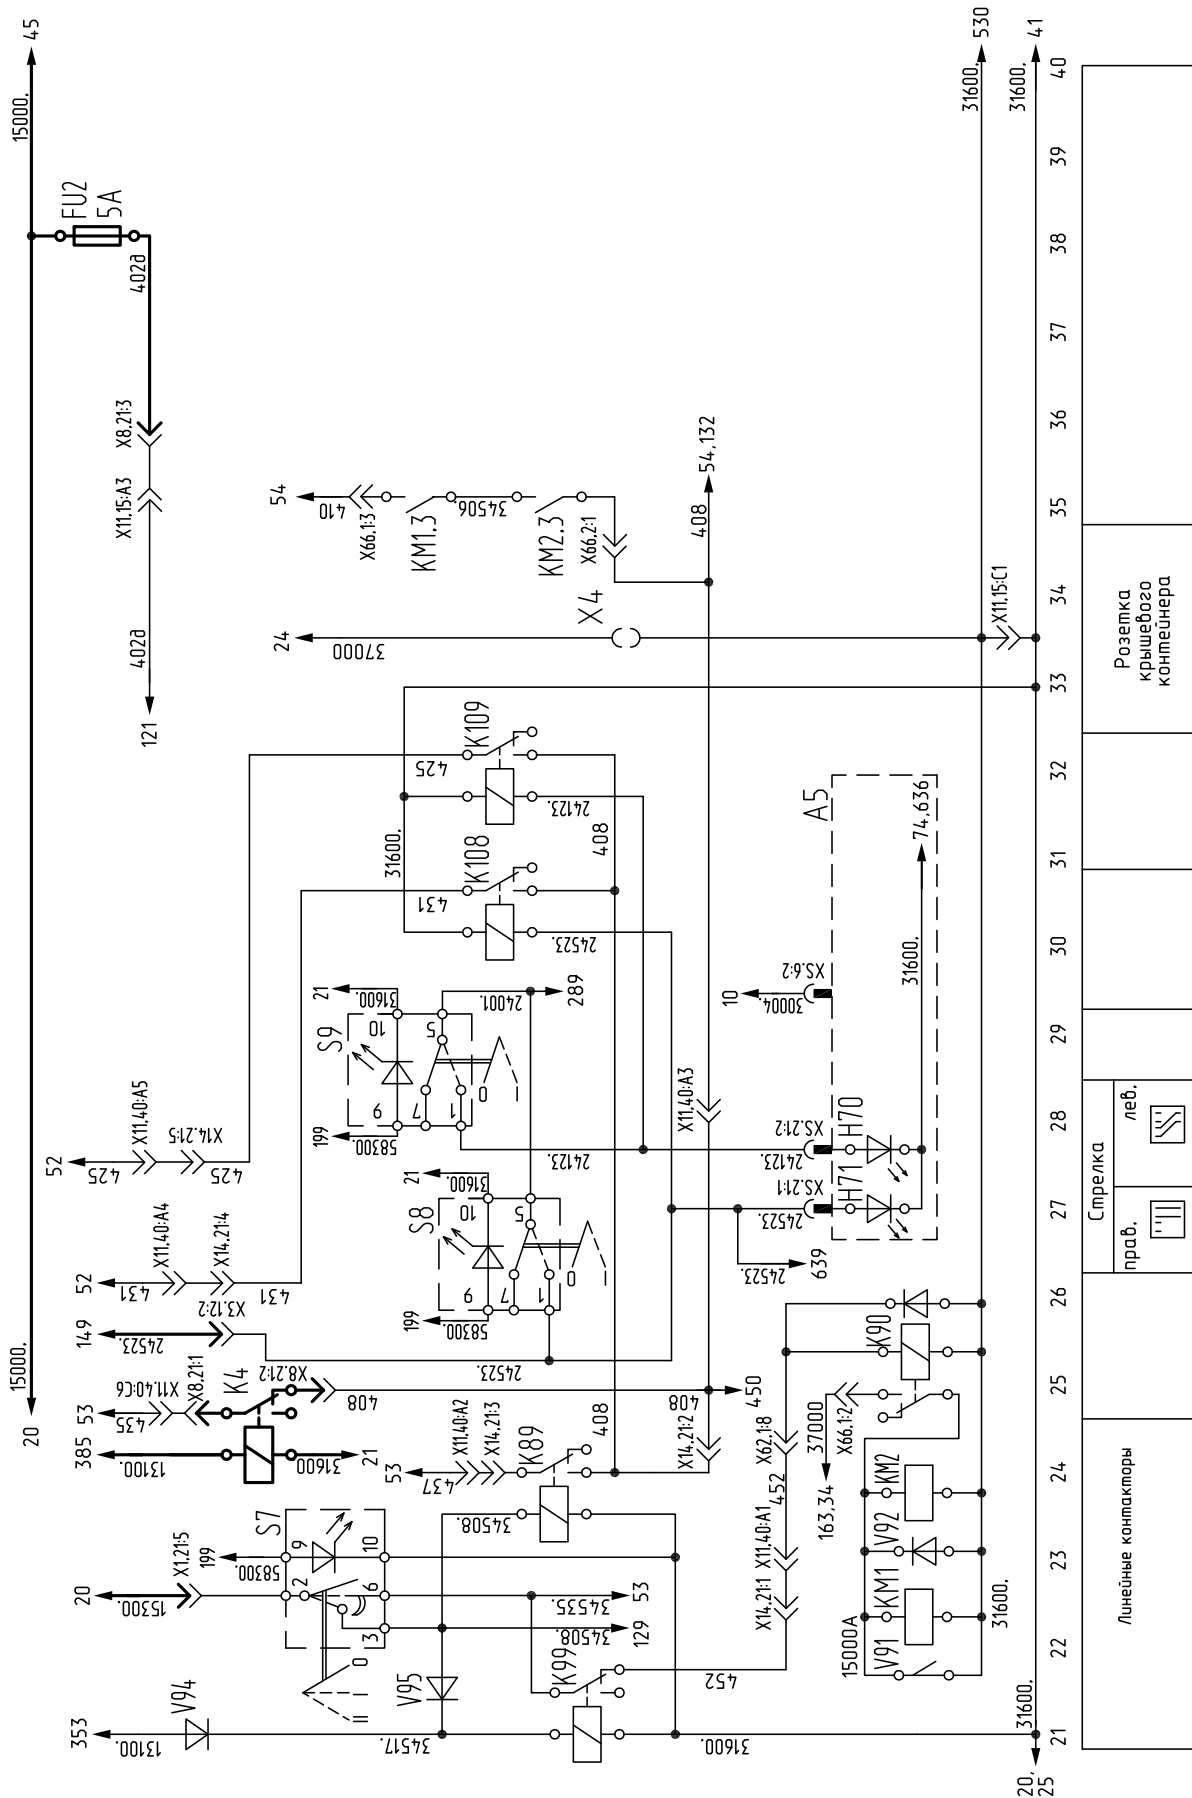 45
15000.
FU2
5A
402д
X8.21:3
X11.15:A3
402д
121
15000.
20
530
31600.
41
31600.
54
410
X66.1:3
KM1.3
34506.
KM2.3
X66.2:1
54,132
408
X4
24
37000
X11.15:C1
K109
425
24123.
408
31600.
K108
431
24523.
A5
74,636
31600.
10
30004.
XS.6:2
21
31600.
S9
10
5
9
7
1
0
I
24001.
289
199
58300.
24123.
X11.40:A3
52
425
X11.40:A5
X14.21:5
425
21
31600.
S8
10
5
9
7
1
0
I
199
58300.
XS.21:2
24123.
H70
XS.21:1
24523.
H71
639
24523.
52
431
X11.40:A4
X14.21:4
431
149
24523.
X3.12:2
24523.
53
435
X11.40:C6
X8.21:1
K4
X8.21:2
408
408
450
385
13100.
31600
21
53
437
X11.40:A2
X14.21:3
K89
408
X14.21:2
34508.
K90
X66.1:2
37000
163,34
X62.1:8
452
X11.40:A1
X14.21:1
KM2
V92
KM1
V91
15000A
31600.
S7
199
58300.
9
10
2
6
3
0
I
II
20
15300.
X1.21:5
34535.
53
34508.
129
K99
452
V95
V94
353
13100.
34517.
31600.
31600.
20,
25
21
22
23
24
25
26
27
28
29
30
31
32
33
34
35
36
37
38
39
40
Линейные контакторы
Стрелка
прав.
лев.
Розетка
крышевого
контейнера